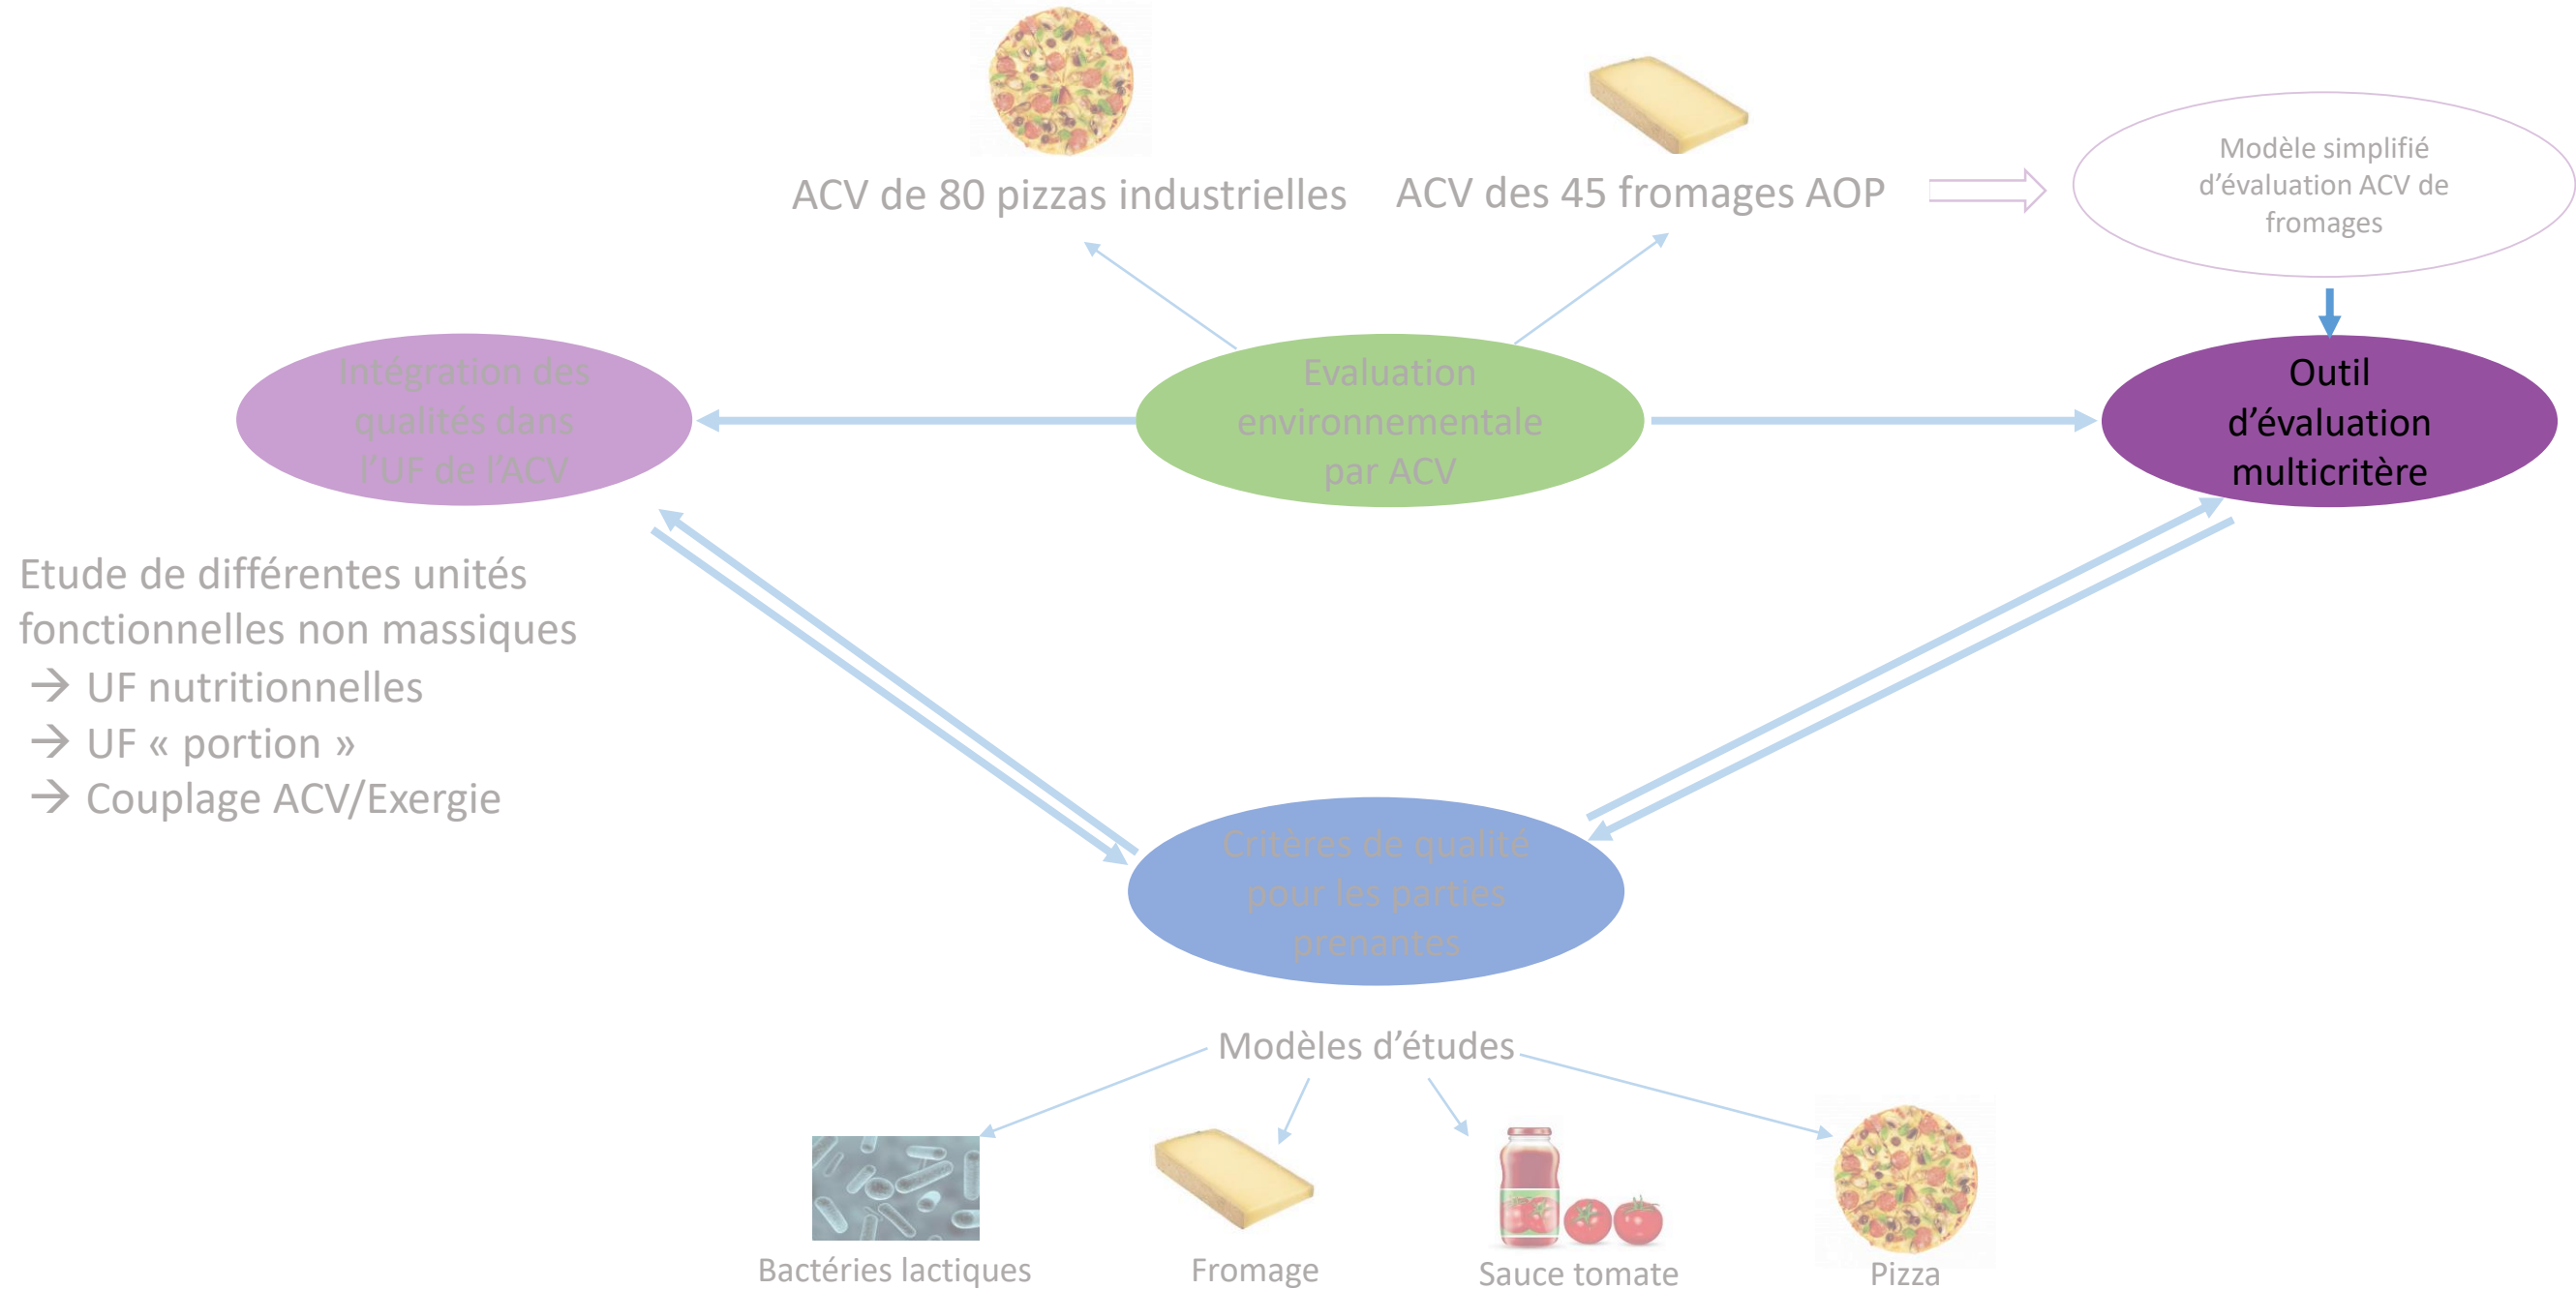 ACV de 80 pizzas industrielles
ACV des 45 fromages AOP
Modèle simplifié
d'évaluation ACV de
fromages
Intégration des
qualités dans
l'UF de l'ACV
Evaluation
environnementale
par ACV
Outil
d'évaluation
multicritère
Etude de différentes unités
fonctionnelles non massiques
→ UF nutritionnelles
→ UF « portion »
→ Couplage ACV/Exergie
Critères de qualité
pour les parties
prenantes
Modèles d'études
Bactéries lactiques
Fromage
Sauce tomate
Pizza